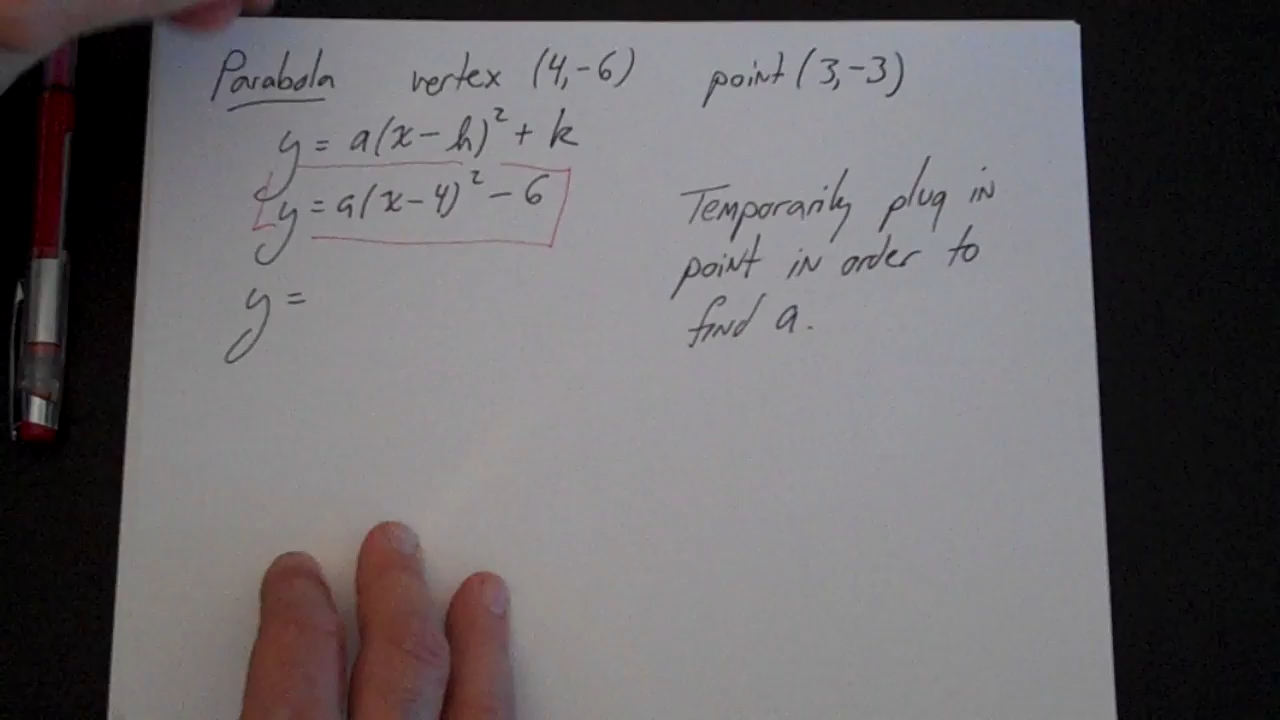 Parabola vertex (4,-6) point (3,-3)
y = a(x-h)² + k
y = a(x-4)² - 6
y =
Temporarily plug in
point in order to
find a.